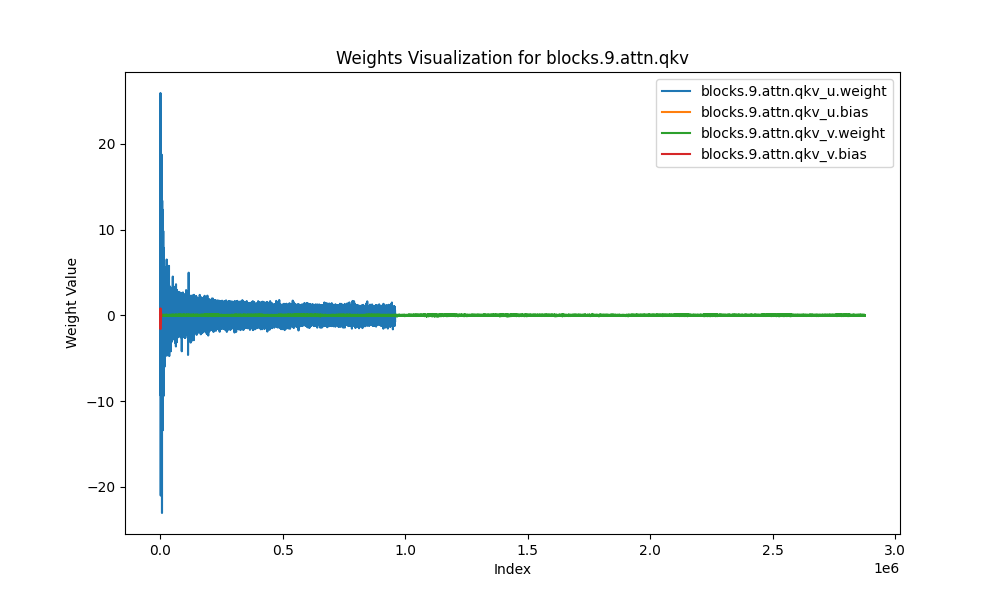 Weights Visualization for blocks.9.attn.qkv
blocks.9.attn.qkv_u.weight
blocks.9.attn.qkv_u.bias
blocks.9.attn.qkv_v.weight
blocks.9.attn.qkv_v.bias
Weight Value
20
10
0
−10
−20
0.0 0.5 1.0 1.5 2.0 2.5 3.0
1e6
Index